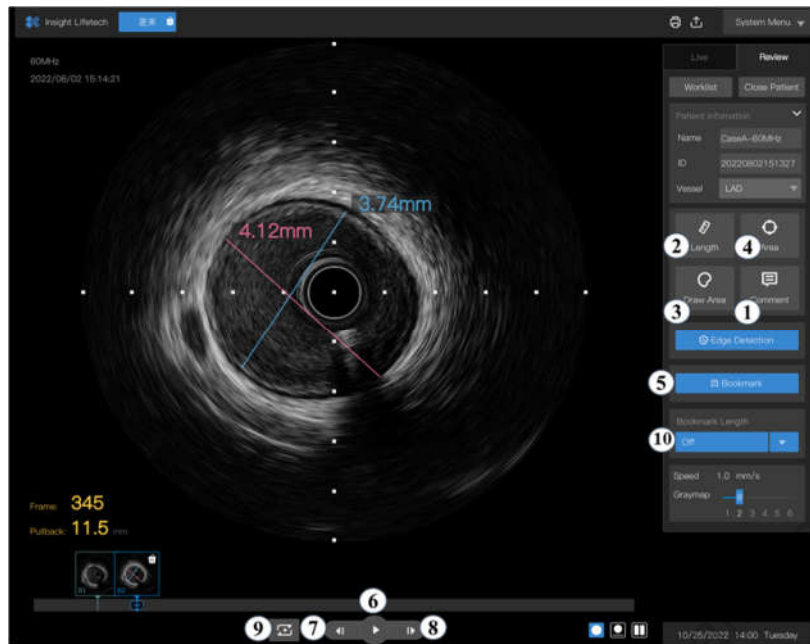 Insight Lifetech
System Menu
60MHz
2022/06/02 15:14:21
Live
Review
Worklist
Close Patient
Patient Infomation
Name
CaseA-60MHz
ID
20220802151327
Vessel
LAD
3.74mm
4.12mm
2
Length
4
Area
3
Draw Area
1
Comment
Edge Detection
5
Bookmark
Bookmark Length
10
Off
Speed
1.0 mm/s
Graymap
1 2 3 4 5 6
Frame:
345
Pullback:
11.5 mm
B1
B2
6
9
7
8
10/25/2022 14:00 Tuesday